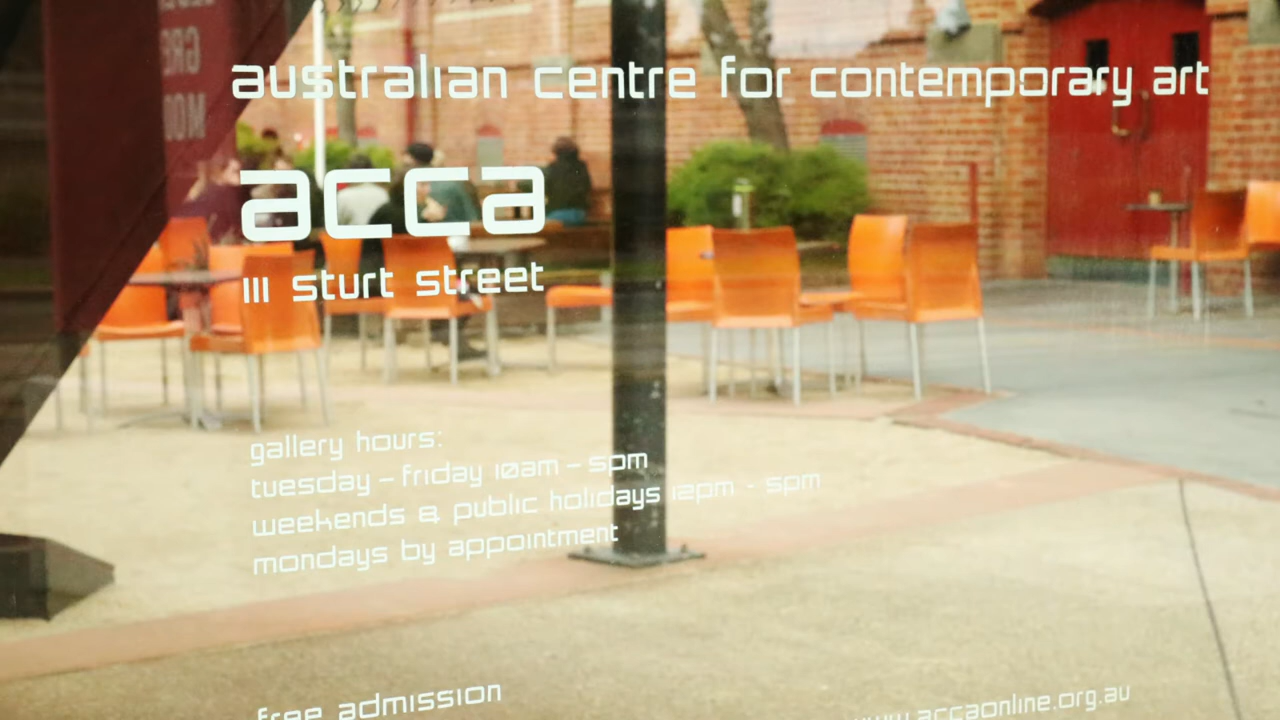 australian centre for contemporary art
acca
111 sturt street
gallery hours:
tuesday – friday 10am – 5pm
weekends & public holidays 12pm - 5pm
mondays by appointment
free admission
www.accaonline.org.au